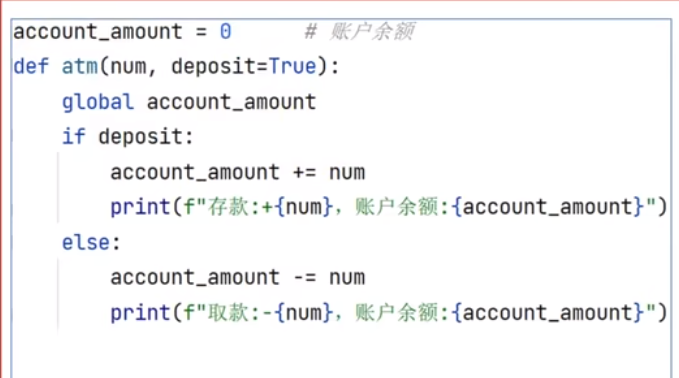 account_amount = 0      # 账户余额
def atm(num, deposit=True):
    global account_amount
    if deposit:
        account_amount += num
        print(f"存款:+{num}，账户余额:{account_amount}")
    else:
        account_amount -= num
        print(f"取款:-{num}，账户余额:{account_amount}")